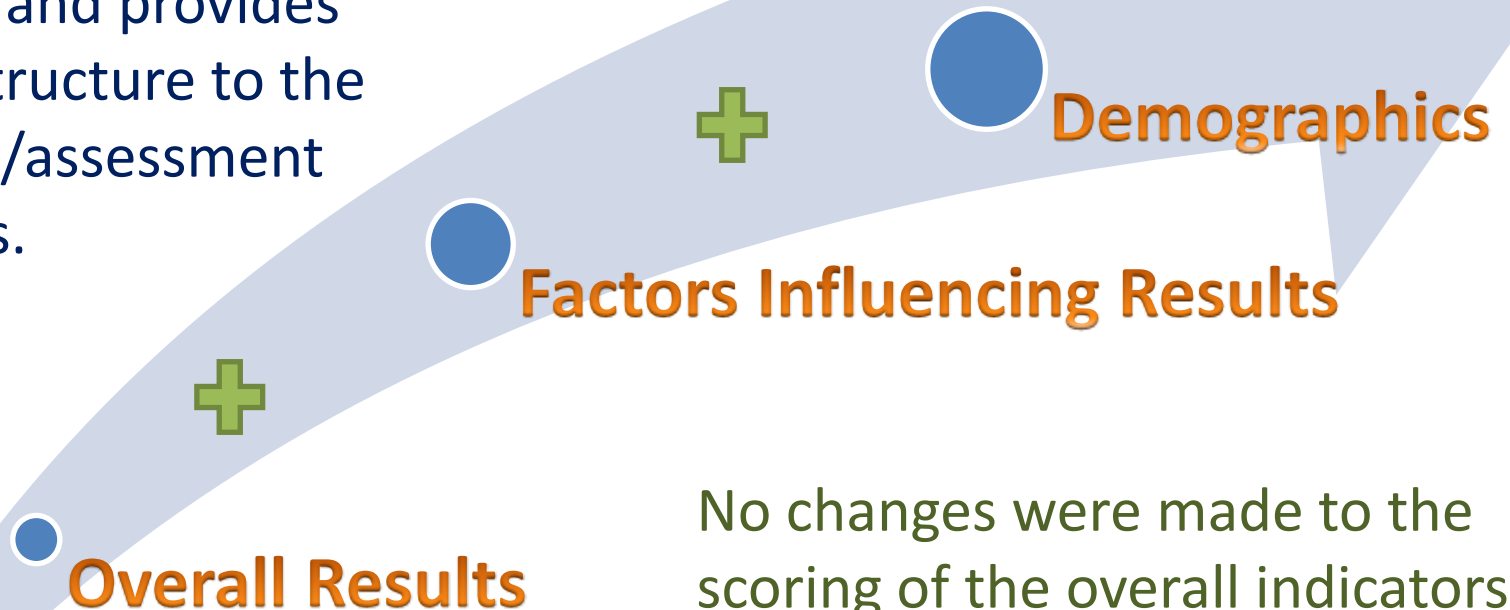 and provides
tructure to the
/assessment
s.
Demographics
Factors Influencing Results
Overall Results
No changes were made to the
scoring of the overall indicators